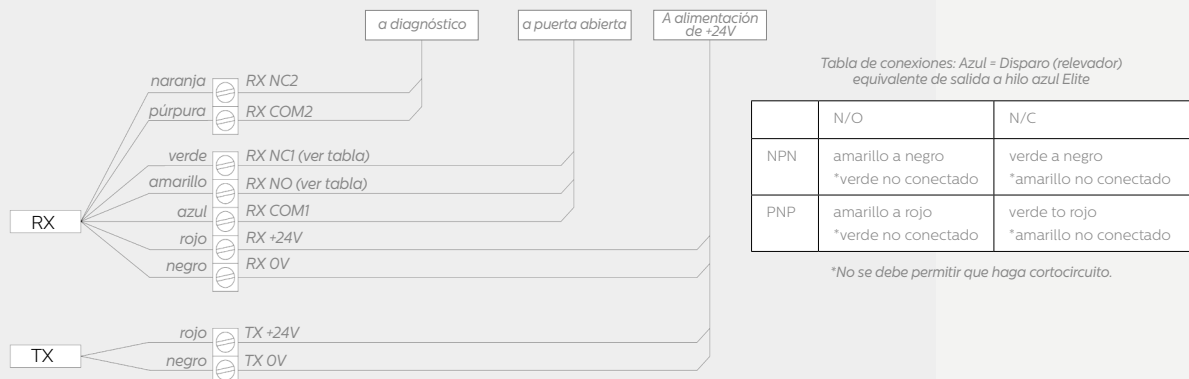 a diagnóstico
a puerta abierta
A alimentación
de +24V
naranja RX NC2
púrpura RX COM2
verde RX NC1 (ver tabla)
amarillo RX NO (ver tabla)
azul RX COM1
rojo RX +24V
negro RX 0V
RX
rojo TX +24V
negro TX 0V
TX
Tabla de conexiones: Azul = Disparo (relevador)
equivalente de salida a hilo azul Elite
N/O N/C
NPN amarillo a negro verde a negro
*verde no conectado *amarillo no conectado
PNP amarillo a rojo verde to rojo
*verde no conectado *amarillo no conectado
*No se debe permitir que haga cortocircuito.